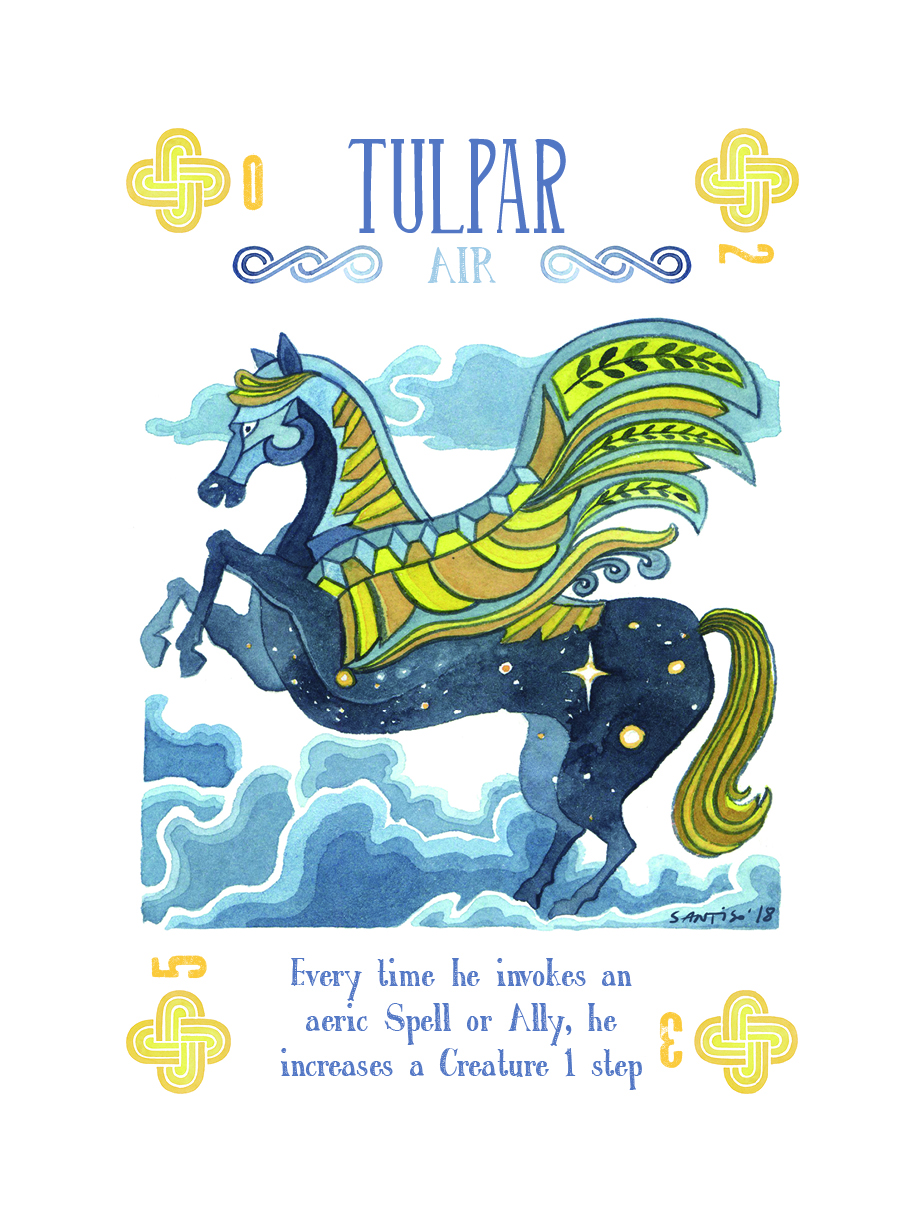 0
TULPAR
2
AIR
SANTISO '18
5
Every time he invokes an
aeric Spell or Ally, he
increases a Creature 1 step
3